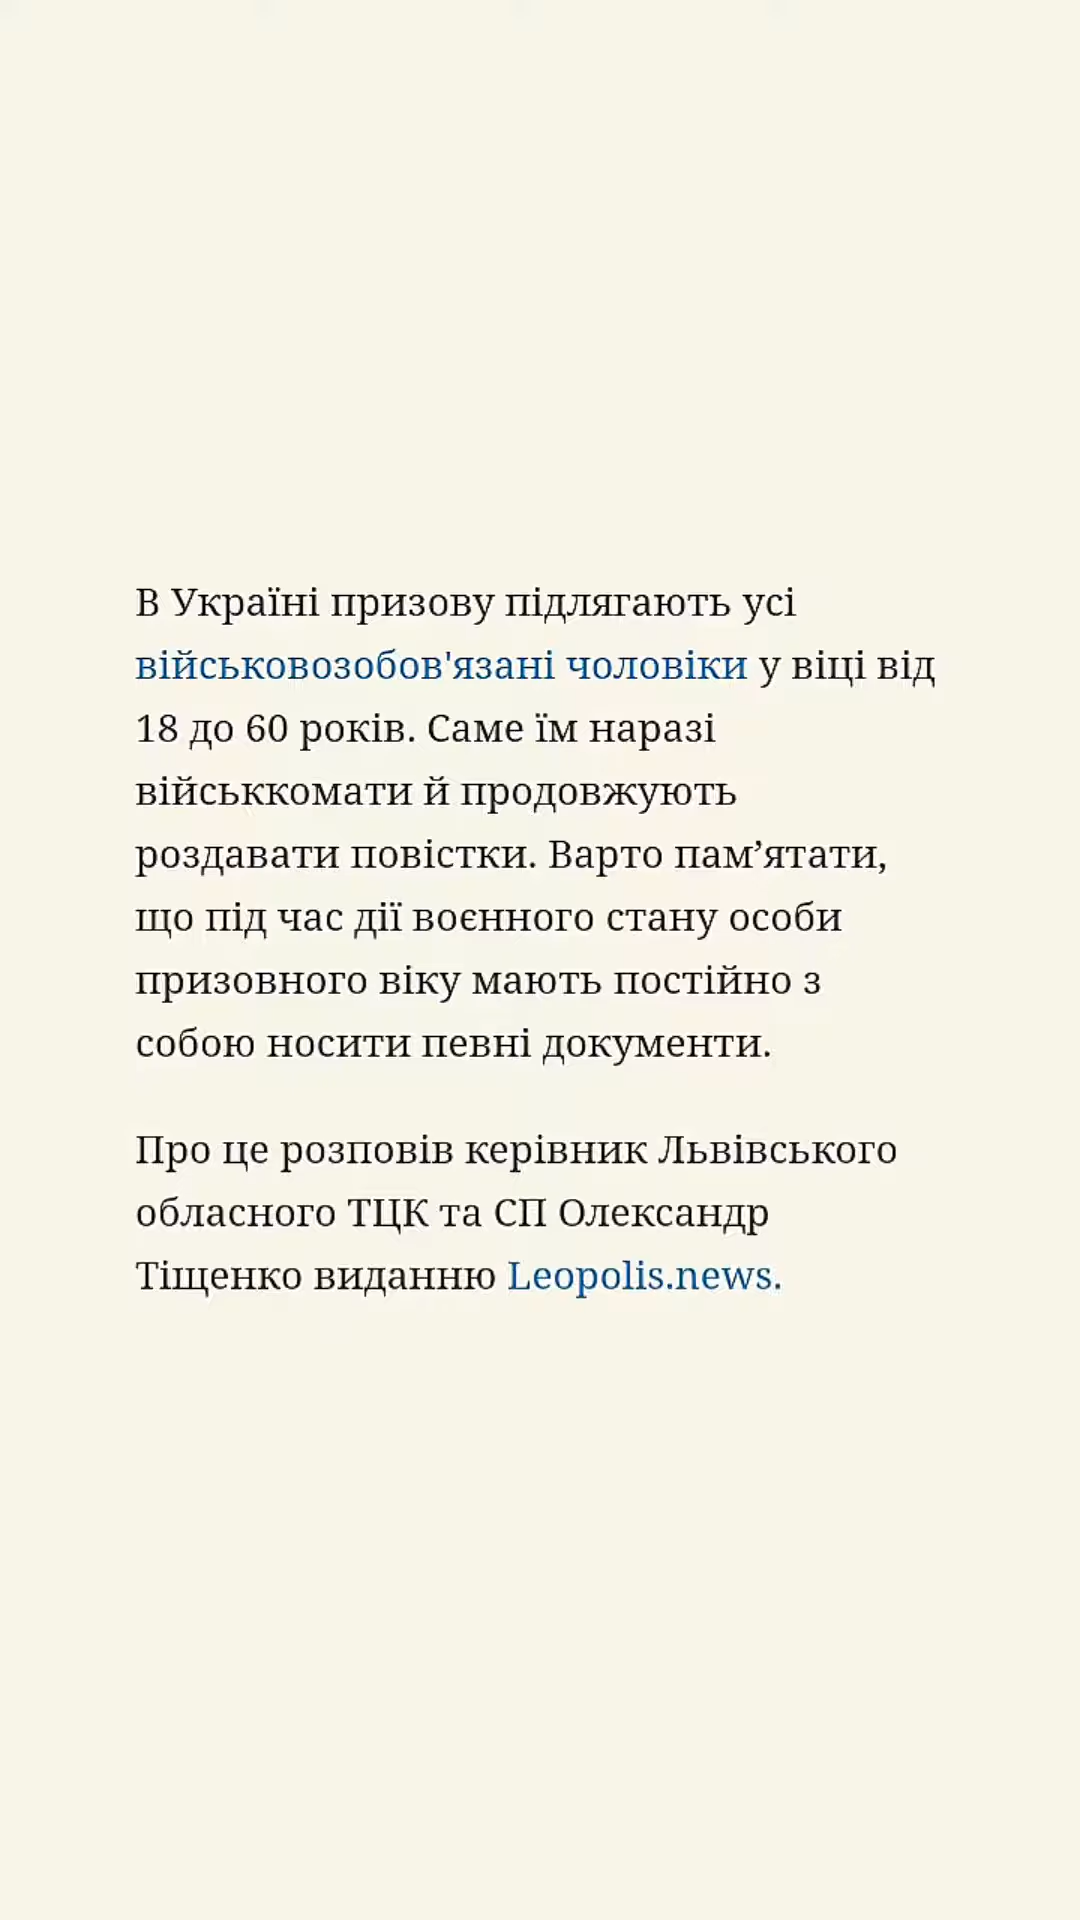 В Україні призову підлягають усі
військовозобов'язані чоловіки у віці від
18 до 60 років. Саме їм наразі
військкомати й продовжують
роздавати повістки. Варто пам’ятати,
що під час дії воєнного стану особи
призовного віку мають постійно з
собою носити певні документи.
Про це розповів керівник Львівського
обласного ТЦК та СП Олександр
Тіщенко виданню Leopolis.news.